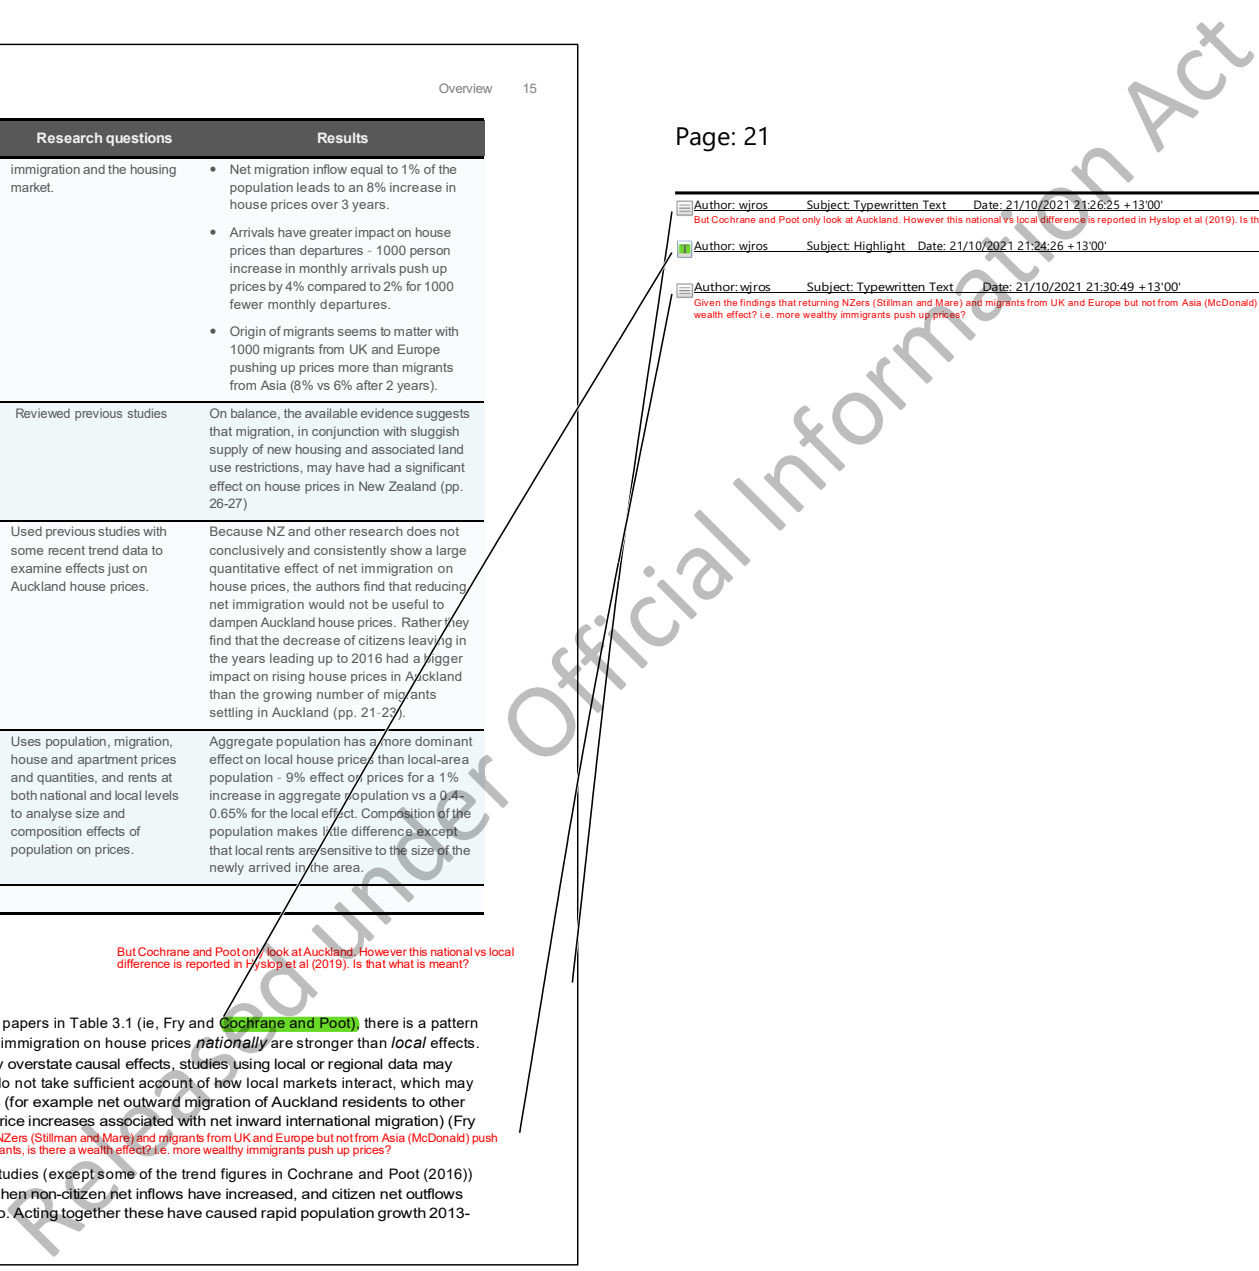 Overview 15
Research questions Results
immigration and the housing
market.
• Net migration inflow equal to 1% of the
population leads to an 8% increase in
house prices over 3 years.
• Arrivals have greater impact on house
prices than departures - 1000 person
increase in monthly arrivals push up
prices by 4% compared to 2% for 1000
fewer monthly departures.
• Origin of migrants seems to matter with
1000 migrants from UK and Europe
pushing up prices more than migrants
from Asia (8% vs 6% after 2 years).
Reviewed previous studies
On balance, the available evidence suggests
that migration, in conjunction with sluggish
supply of new housing and associated land
use restrictions, may have had a significant
effect on house prices in New Zealand (pp.
26-27)
Used previous studies with
some recent trend data to
examine effects just on
Auckland house prices.
Because NZ and other research does not
conclusively and consistently show a large
quantitative effect of net immigration on
house prices, the authors find that reducing
net immigration would not be useful to
dampen Auckland house prices. Rather they
find that the decrease of citizens leaving in
the years leading up to 2016 had a bigger
impact on rising house prices in Auckland
than the growing number of migrants
settling in Auckland (pp. 21-23).
Uses population, migration,
house and apartment prices
and quantities, and rents at
both national and local levels
to analyse size and
composition effects of
population on prices.
Aggregate population has a more dominant
effect on local house prices than local-area
population - 9% effect on prices for a 1%
increase in aggregate population vs a 0.4-
0.65% for the local effect. Composition of the
population makes little difference except
that local rents are sensitive to the size of the
newly arrived in the area.
But Cochrane and Poot only look at Auckland. However this national vs local
difference is reported in Hyslop et al (2019). Is that what is meant?
papers in Table 3.1 (ie, Fry and Cochrane and Poot), there is a pattern
immigration on house prices nationally are stronger than local effects.
y overstate causal effects, studies using local or regional data may
do not take sufficient account of how local markets interact, which may
(for example net outward migration of Auckland residents to other
rice increases associated with net inward international migration) (Fry
NZers (Stillman and Mare) and migrants from UK and Europe but not from Asia (McDonald) push
ants, is there a wealth effect? i.e. more wealthy immigrants push up prices?
tudies (except some of the trend figures in Cochrane and Poot (2016))
hen non-citizen net inflows have increased, and citizen net outflows
o. Acting together these have caused rapid population growth 2013-
Page: 21
Author: wjros Subject: Typewritten Text Date: 21/10/2021 21:26:25 +13'00'
But Cochrane and Poot only look at Auckland. However this national vs local difference is reported in Hyslop et al (2019). Is th
Author: wjros Subject: Highlight Date: 21/10/2021 21:24:26 +13'00'
Author: wjros Subject: Typewritten Text Date: 21/10/2021 21:30:49 +13'00'
Given the findings that returning NZers (Stillman and Mare) and migrants from UK and Europe but not from Asia (McDonald)
wealth effect? i.e. more wealthy immigrants push up prices?
Released under Official Information Act